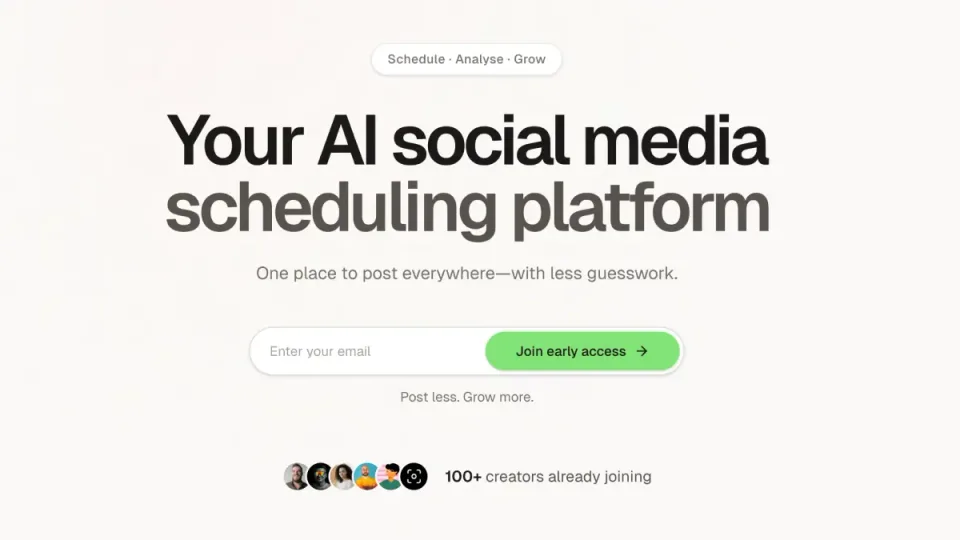 Schedule · Analyse · Grow
Your AI social media
scheduling platform
One place to post everywhere—with less guesswork.
Enter your email
Join early access →
Post less. Grow more.
100+ creators already joining